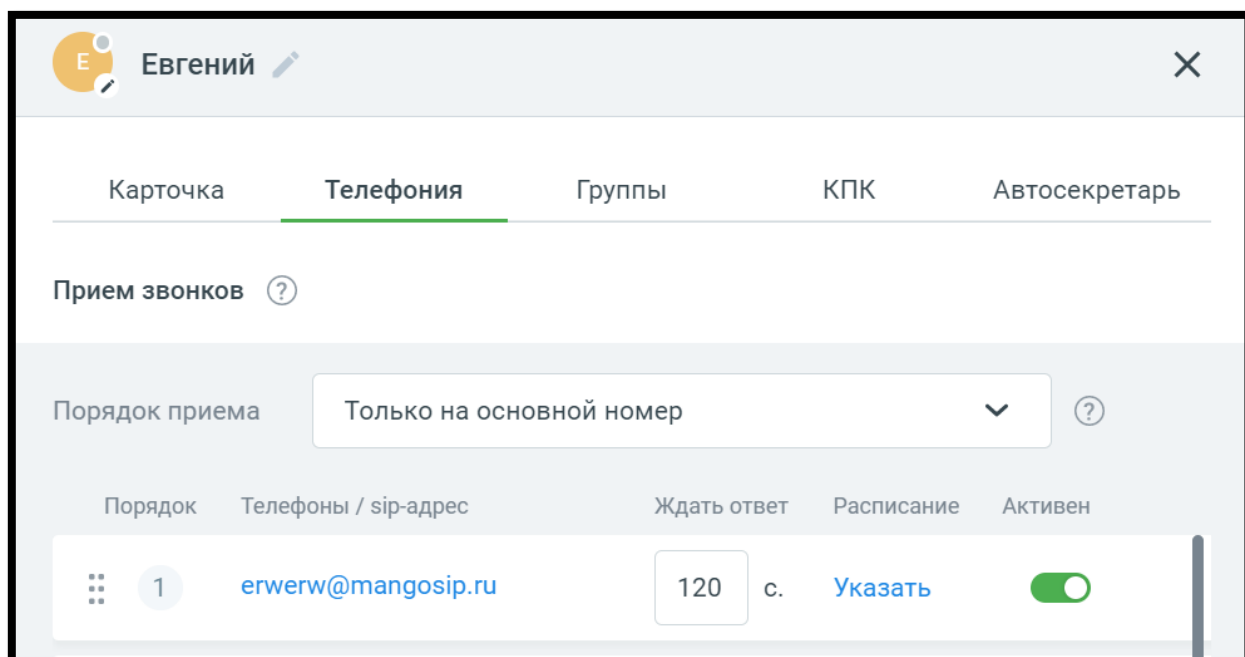 Е Евгений
Карточка Телефония Группы КПК Автосекретарь
Прием звонков ?
Порядок приема Только на основной номер ?
Порядок Телефоны / sip-адрес Ждать ответ Расписание Активен
1 erwerw@mangosip.ru 120 с. Указать